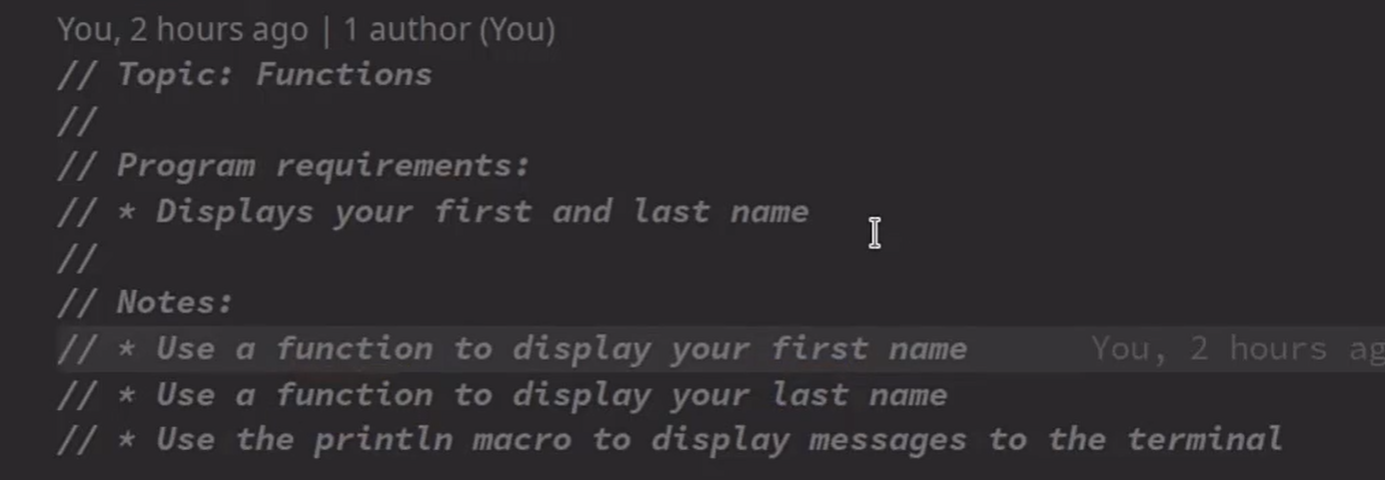 You, 2 hours ago | 1 author (You)
// Topic: Functions
//
// Program requirements:
// * Displays your first and last name
//
// Notes:
// * Use a function to display your first name You, 2 hours ag
// * Use a function to display your last name
// * Use the println macro to display messages to the terminal